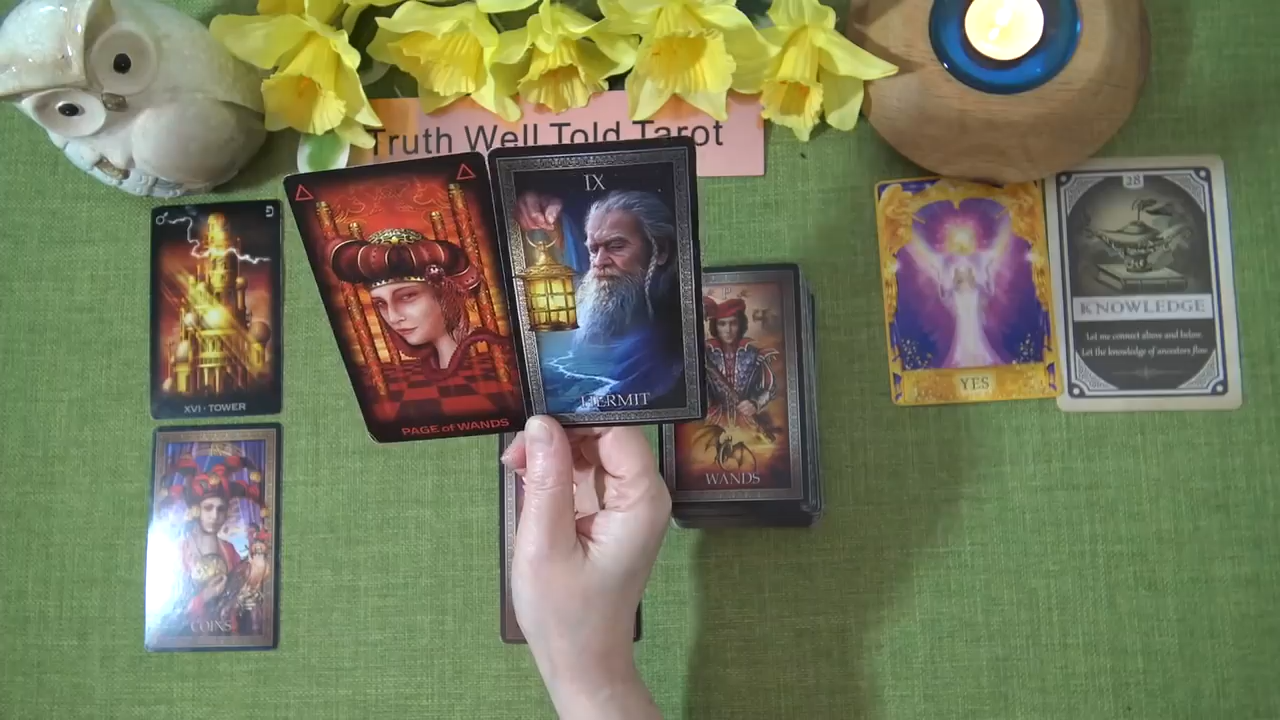 Truth Well Told Tarot
XVI · TOWER
COINS
PAGE of WANDS
IX
HERMIT
P
WANDS
YES
28
KNOWLEDGE
Let me connect above and below.
Let the knowledge of ancestors flow.